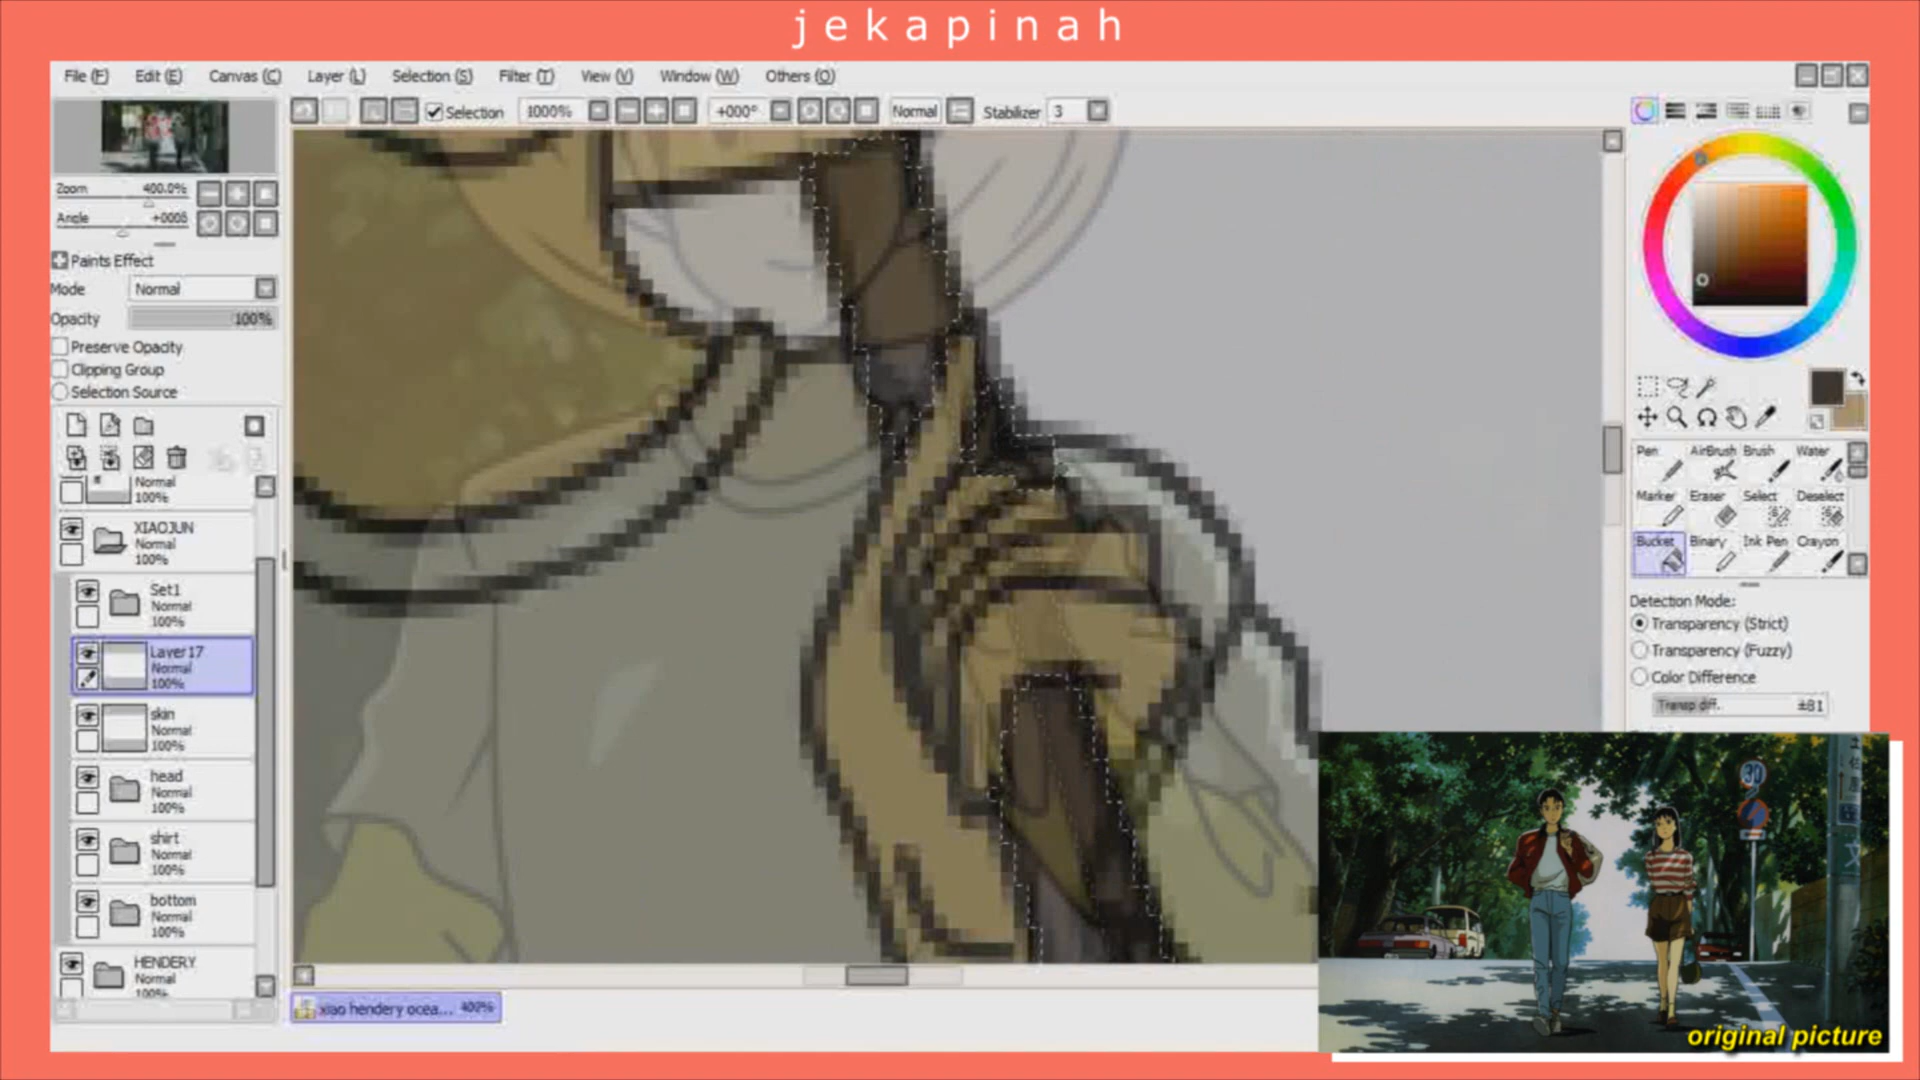 jekapinah
File (F) Edit (E) Canvas (C) Layer (L) Selection (S) Filter (T) View (V) Window (W) Others (O)
Selection 1000% +000° Normal Stabilizer 3
Zoom 400.0%
Angle +000δ
Paints Effect
Mode Normal
Opacity 100%
Preserve Opacity
Clipping Group
Selection Source
Normal
100%
XIAOJUN
Normal
100%
Set1
Normal
100%
Layer17
Normal
100%
skin
Normal
100%
head
Normal
100%
shirt
Normal
100%
bottom
Normal
100%
HENDERY
Normal
100%
xiao hendery ocea... 400%
Pen AirBrush Brush Water
Marker Eraser Select Deselect
Bucket Binary Ink Pen Crayon
Detection Mode:
Transparency (Strict)
Transparency (Fuzzy)
Color Difference
Transp diff. ±81
30
original picture